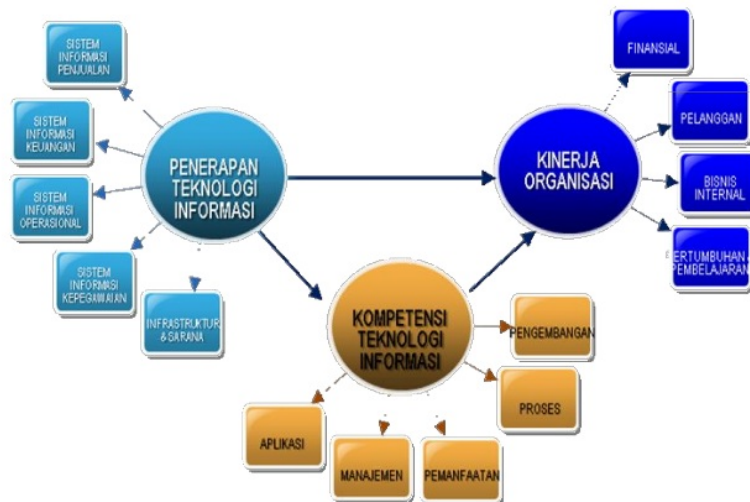 SISTEM
INFORMASI
PENJUALAN
SISTEM
INFORMASI
KEUANGAN
SISTEM
INFORMASI
OPERASIONAL
SISTEM
INFORMASI
KEPEGAWAIAN
INFRASTRUKTUR
& SARANA
PENERAPAN
TEKNOLOGI
INFORMASI
KINERJA
ORGANISASI
FINANSIAL
PELANGGAN
BISNIS
INTERNAL
ERTUMBUHAN &
PEMBELAJARAN
KOMPETENSI
TEKNOLOGI
INFORMASI
PENGEMBANGAN
PROSES
APLIKASI
MANAJEMEN
PEMANFAATAN